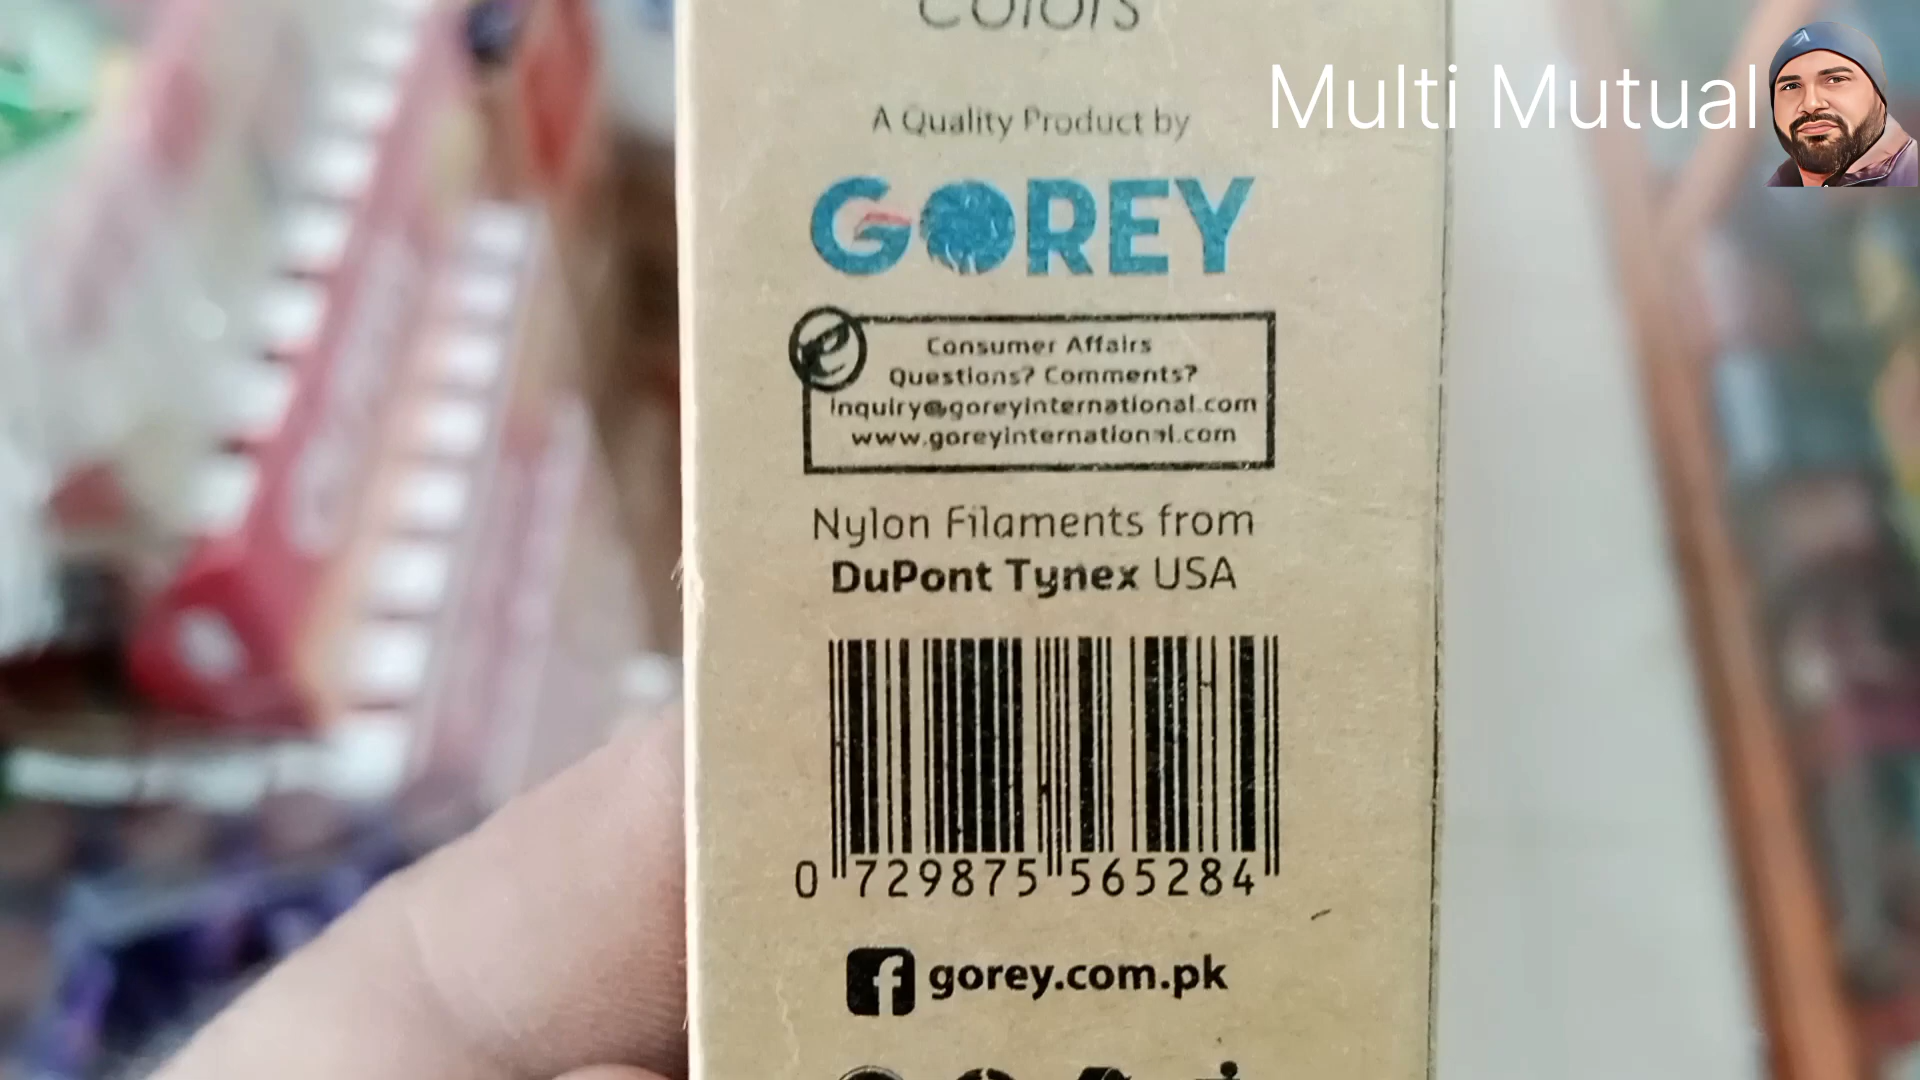 Colors
Multi Mutual
A Quality Product by
GOREY
Consumer Affairs
Questions? Comments?
inquiry@goreyinternational.com
www.goreyinternational.com
Nylon Filaments from
DuPont Tynex USA
0 729875 565284
gorey.com.pk